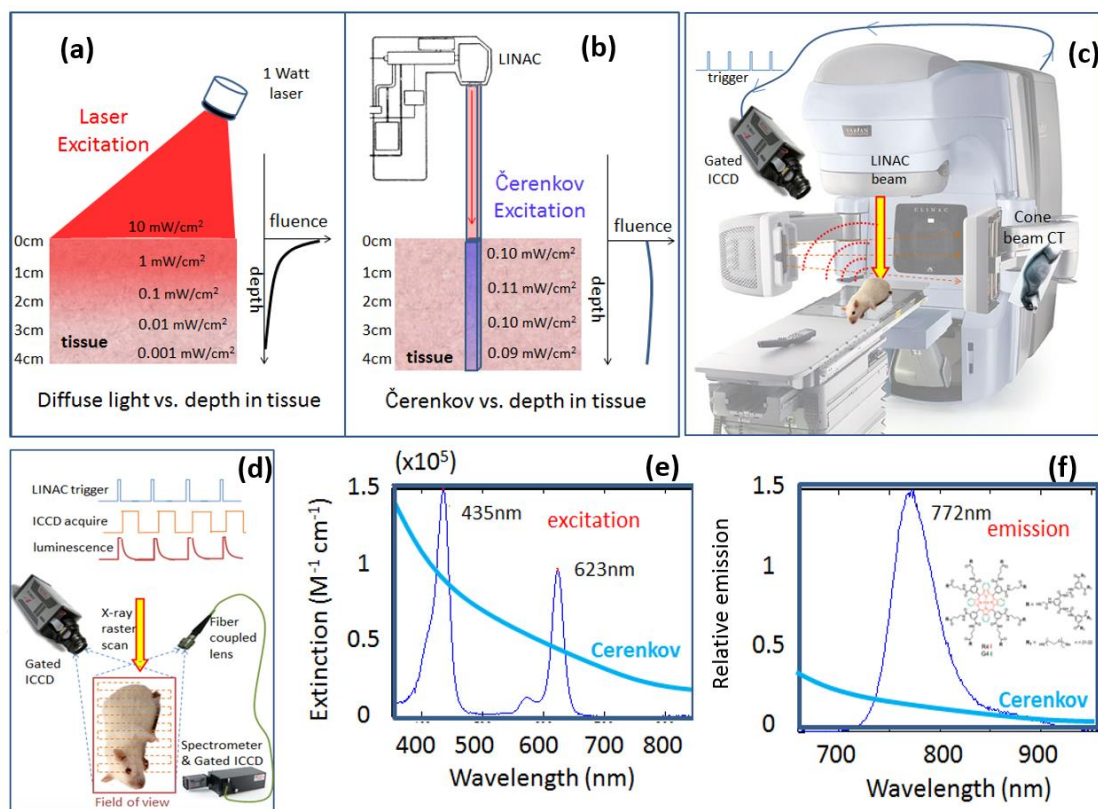 (a)
1 Watt
laser
Laser
Excitation
fluence
10 mW/cm²
0cm
1 mW/cm²
1cm
0.1 mW/cm²
2cm
0.01 mW/cm²
3cm
tissue
0.001 mW/cm²
4cm
depth
Diffuse light vs. depth in tissue
(b)
LINAC
Čerenkov
Excitation
fluence
0cm
0.10 mW/cm²
1cm
0.11 mW/cm²
2cm
0.10 mW/cm²
3cm
tissue
0.09 mW/cm²
4cm
depth
Čerenkov vs. depth in tissue
(c)
trigger
Gated
ICCD
VARIAN
LINAC
beam
CLINAC
Cone
beam CT
(d)
LINAC trigger
ICCD acquire
luminescence
X-ray
raster
scan
Fiber
coupled
lens
Gated
ICCD
Spectrometer
& Gated ICCD
Field of view
(e)
(x10⁵)
1.5
1
0.5
0
Extinction (M⁻¹ cm⁻¹)
435nm
excitation
623nm
Cerenkov
400 500 600 700 800
Wavelength (nm)
(f)
1.5
1
0.5
0
Relative emission
772nm
emission
Cerenkov
700 800 900
Wavelength (nm)